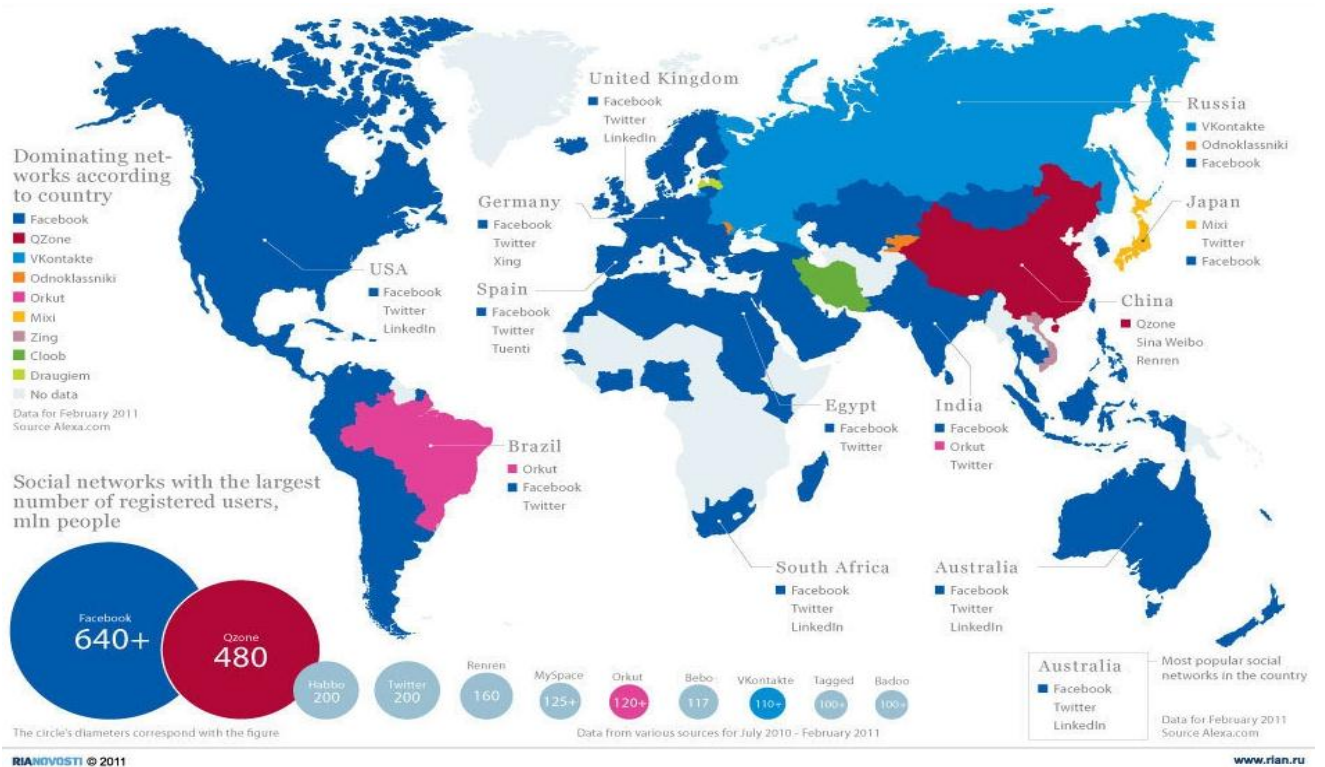 Dominating net-
works according
to country
Facebook
QZone
VKontakte
Odnoklassniki
Orkut
Mixi
Zing
Cloob
Draugiem
No data
Data for February 2011
Source Alexa.com
United Kingdom
Facebook
Twitter
LinkedIn
Germany
Facebook
Twitter
Xing
Spain
Facebook
Twitter
Tuenti
USA
Facebook
Twitter
LinkedIn
Brazil
Orkut
Facebook
Twitter
Russia
VKontakte
Odnoklassniki
Facebook
Japan
Mixi
Twitter
Facebook
China
Qzone
Sina Weibo
Renren
Egypt
Facebook
Twitter
India
Facebook
Orkut
Twitter
South Africa
Facebook
Twitter
LinkedIn
Australia
Facebook
Twitter
LinkedIn
Social networks with the largest
number of registered users,
mln people
Facebook
640+
Qzone
480
Habbo
200
Twitter
200
Renren
160
MySpace
125+
Orkut
120+
Bebo
117
VKontakte
110+
Tagged
100+
Badoo
100+
The circle's diameters correspond with the figure
Data from various sources for July 2010 - February 2011
Australia
Facebook
Twitter
LinkedIn
Most popular social
networks in the country
Data for February 2011
Source Alexa.com
RIANOVOSTI © 2011
www.rian.ru